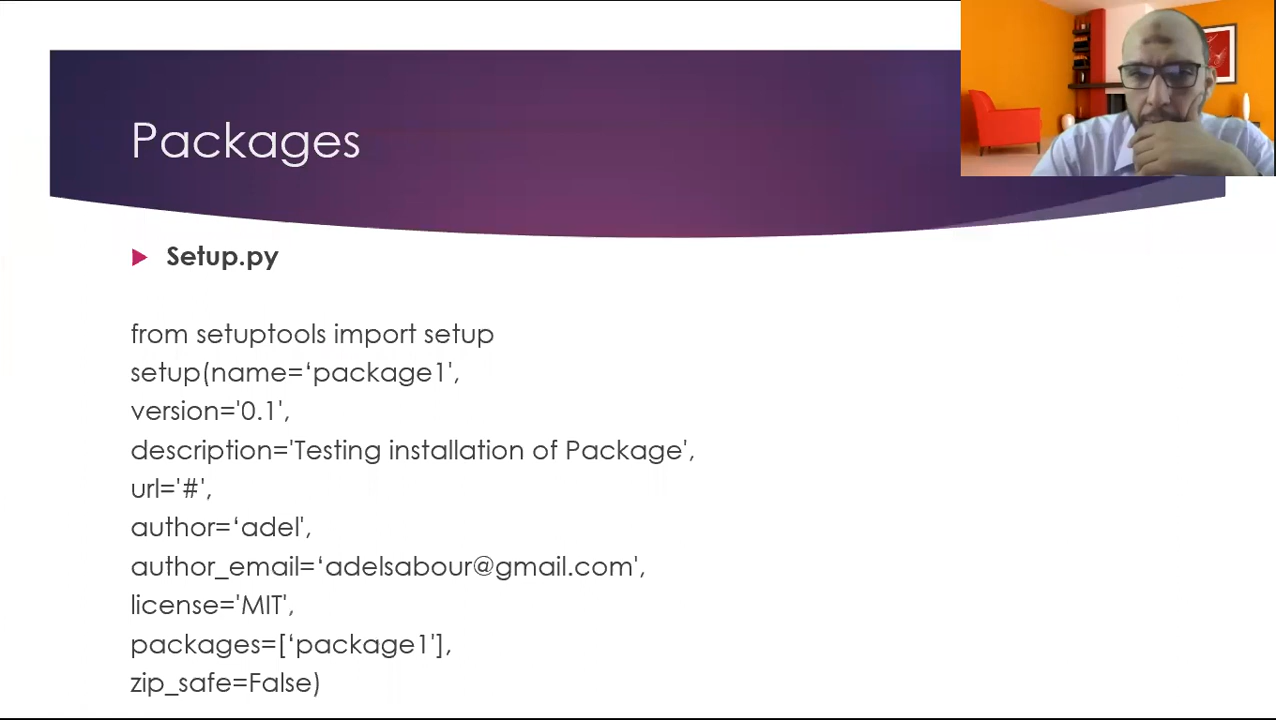 Packages
Setup.py
from setuptools import setup
setup(name=‘package1',
version='0.1',
description='Testing installation of Package',
url='#',
author=‘adel',
author_email=‘adelsabour@gmail.com',
license='MIT',
packages=[‘package1'],
zip_safe=False)